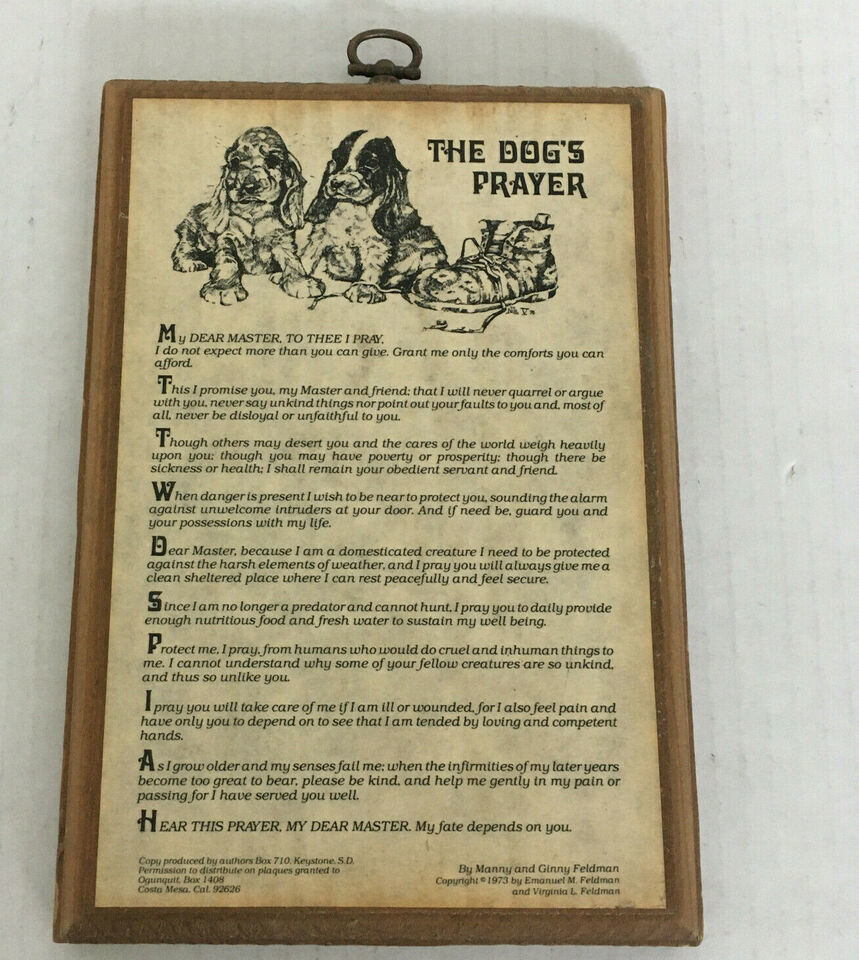 THE DOG'S
PRAYER
My DEAR MASTER, TO THEE I PRAY,
I do not expect more than you can give. Grant me only the comforts you can
afford.
This I promise you, my Master and friend; that I will never quarrel or argue
with you, never say unkind things nor point out your faults to you and, most of
all, never be disloyal or unfaithful to you.
Though others may desert you and the cares of the world weigh heavily
upon you; though you may have poverty or prosperity; though there be
sickness or health; I shall remain your obedient servant and friend.
When danger is present I wish to be near to protect you, sounding the alarm
against unwelcome intruders at your door. And if need be, guard you and
your possessions with my life.
Dear Master, because I am a domesticated creature I need to be protected
against the harsh elements of weather, and I pray you will always give me a
clean sheltered place where I can rest peacefully and feel secure.
Since I am no longer a predator and cannot hunt, I pray you to daily provide
enough nutritious food and fresh water to sustain my well being.
Protect me, I pray, from humans who would do cruel and inhuman things to
me. I cannot understand why some of your fellow creatures are so unkind,
and thus so unlike you.
I pray you will take care of me if I am ill or wounded, for I also feel pain and
have only you to depend on to see that I am tended by loving and competent
hands.
As I grow older and my senses fail me; when the infirmities of my later years
become too great to bear, please be kind, and help me gently in my pain or
passing for I have served you well.
HEAR THIS PRAYER, MY DEAR MASTER. My fate depends on you.
Copy produced by authors Box 710, Keystone, S.D.
Permission to distribute on plaques granted to
Ogunquit, Box 1408
Costa Mesa, Cal. 92626
By Manny and Ginny Feldman
Copyright © 1973 by Emanuel M. Feldman
and Virginia L. Feldman